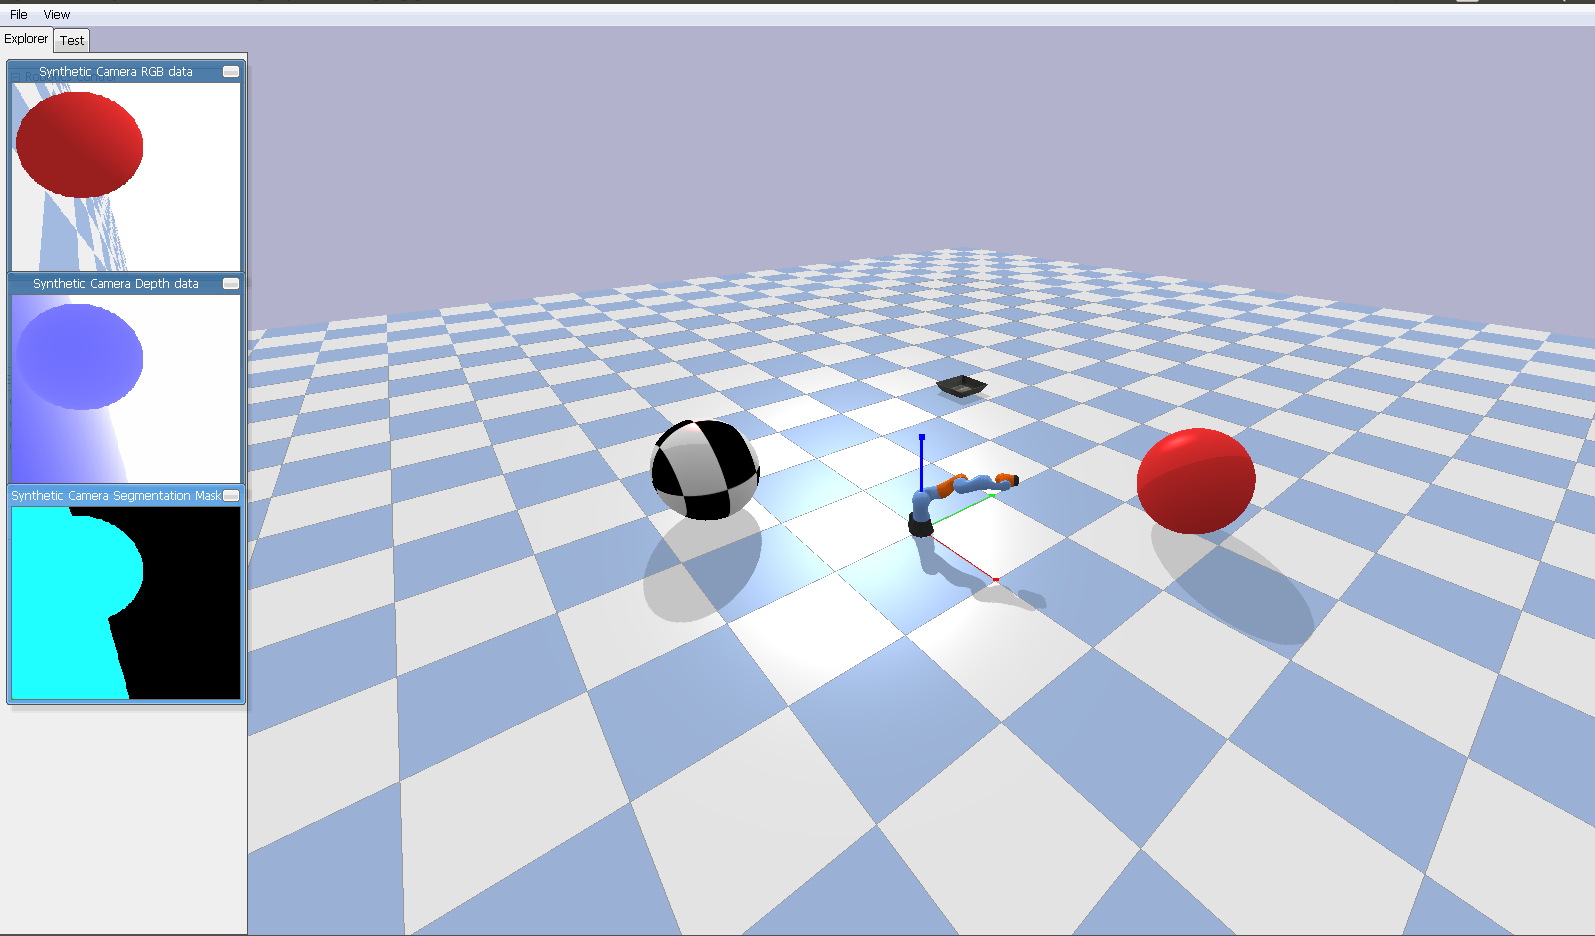 File View
Explorer Test
Synthetic Camera RGB data
Synthetic Camera Depth data
Synthetic Camera Segmentation Mask